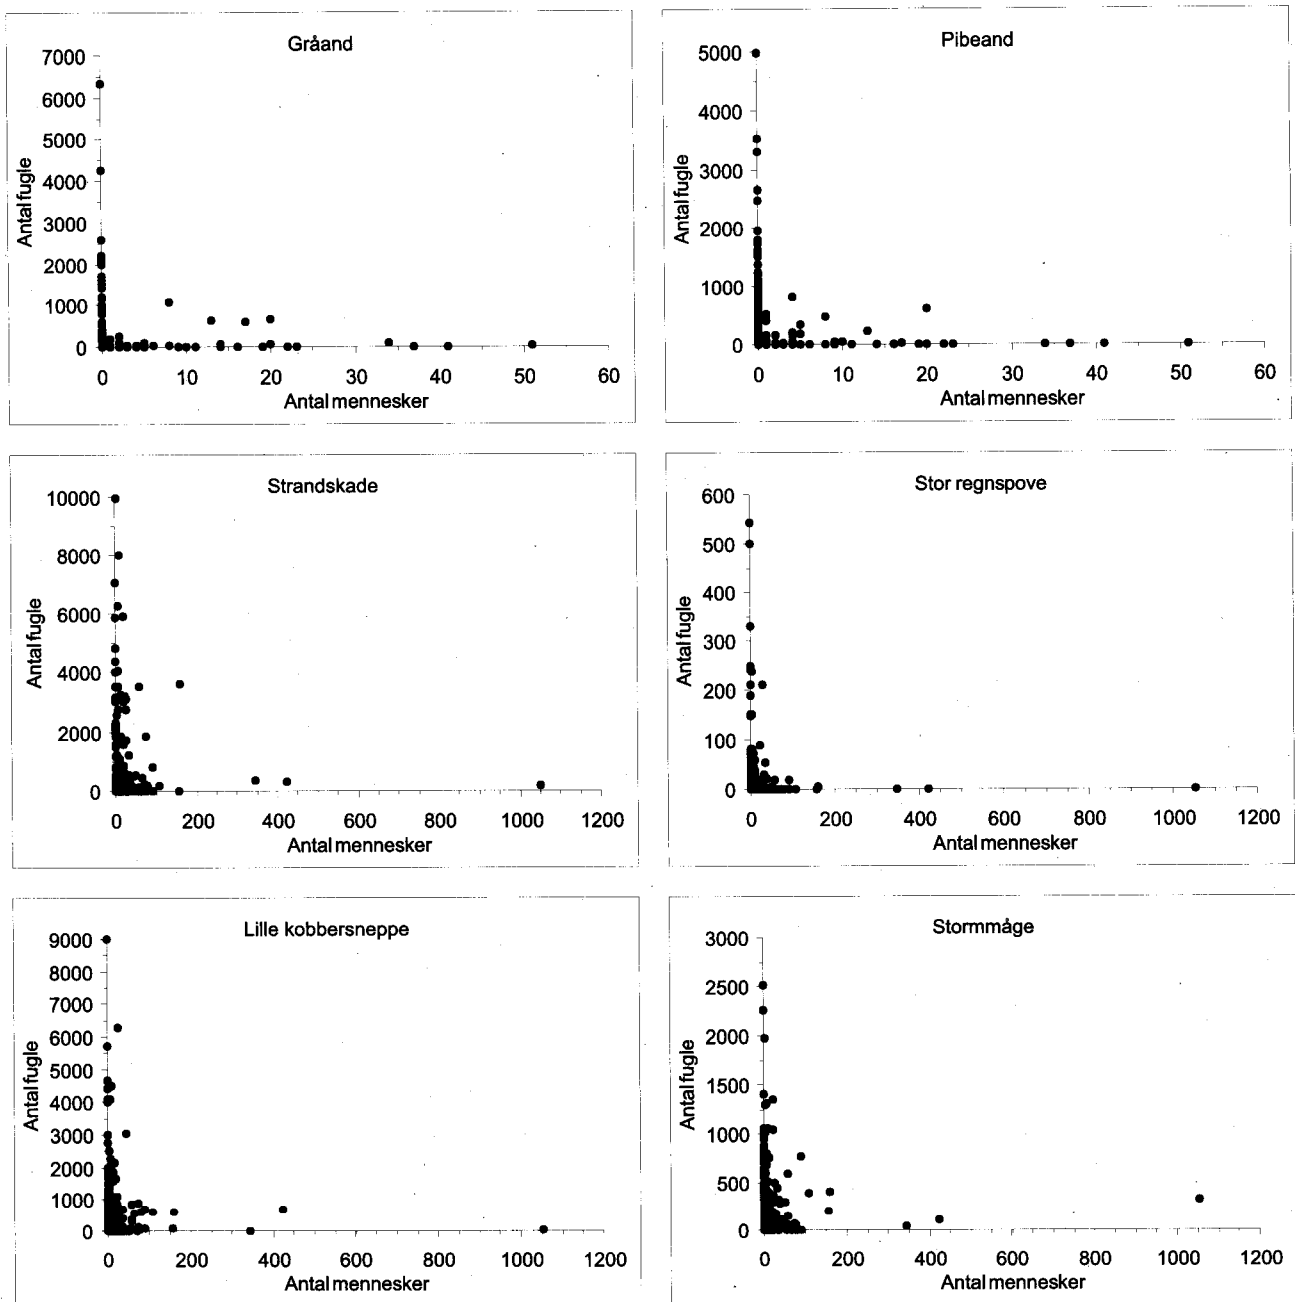 Gråand
7000
6000
5000
4000
3000
2000
1000
0
Antal fugle
0 10 20 30 40 50 60
Antal mennesker
Pibeand
5000
4000
3000
2000
1000
0
Antal fugle
0 10 20 30 40 50 60
Antal mennesker
Strandskade
10000
8000
6000
4000
2000
0
Antal fugle
0 200 400 600 800 1000 1200
Antal mennesker
Stor regnspove
600
500
400
300
200
100
0
Antal fugle
0 200 400 600 800 1000 1200
Antal mennesker
Lille kobbersneppe
9000
8000
7000
6000
5000
4000
3000
2000
1000
0
Antal fugle
0 200 400 600 800 1000 1200
Antal mennesker
Stormmåge
3000
2500
2000
1500
1000
500
0
Antal fugle
0 200 400 600 800 1000 1200
Antal mennesker